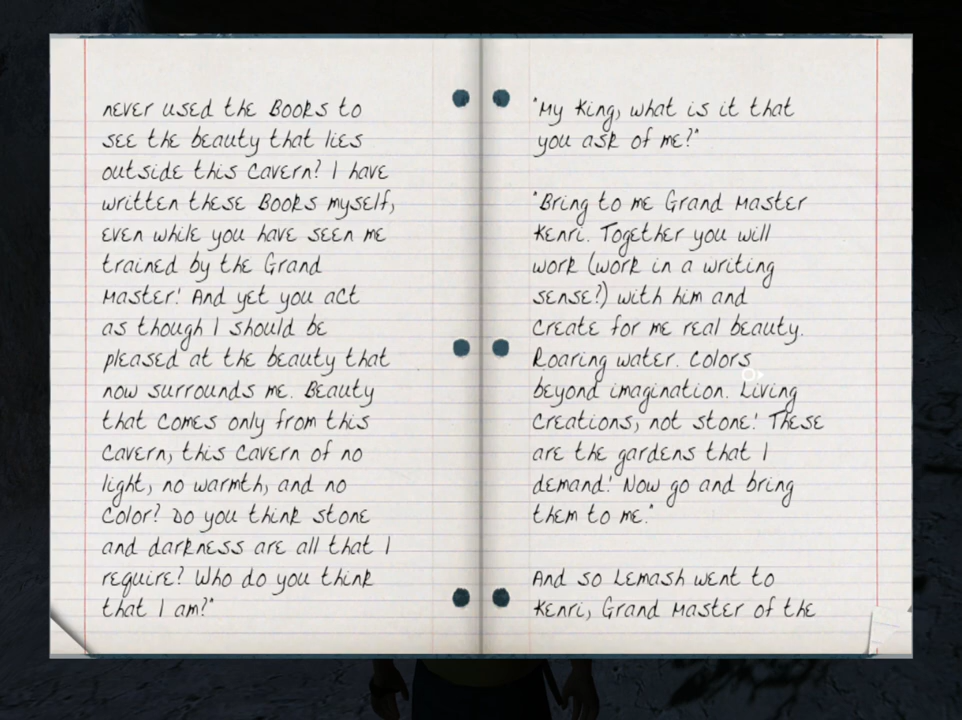 never used the Books to
see the beauty that lies
outside this cavern? I have
written these Books myself,
even while you have seen me
trained by the Grand
Master! And yet you act
as though I should be
pleased at the beauty that
now surrounds me. Beauty
that comes only from this
cavern, this cavern of no
light, no warmth, and no
color? Do you think stone
and darkness are all that I
require? Who do you think
that I am?"
"My King, what is it that
you ask of me?"
"Bring to me Grand Master
Kenri. Together you will
work (work in a writing
sense?) with him and
create for me real beauty.
Roaring water. Colors
beyond imagination. Living
creations, not stone! These
are the gardens that I
demand! Now go and bring
them to me."
And so Lemash went to
Kenri, Grand Master of the